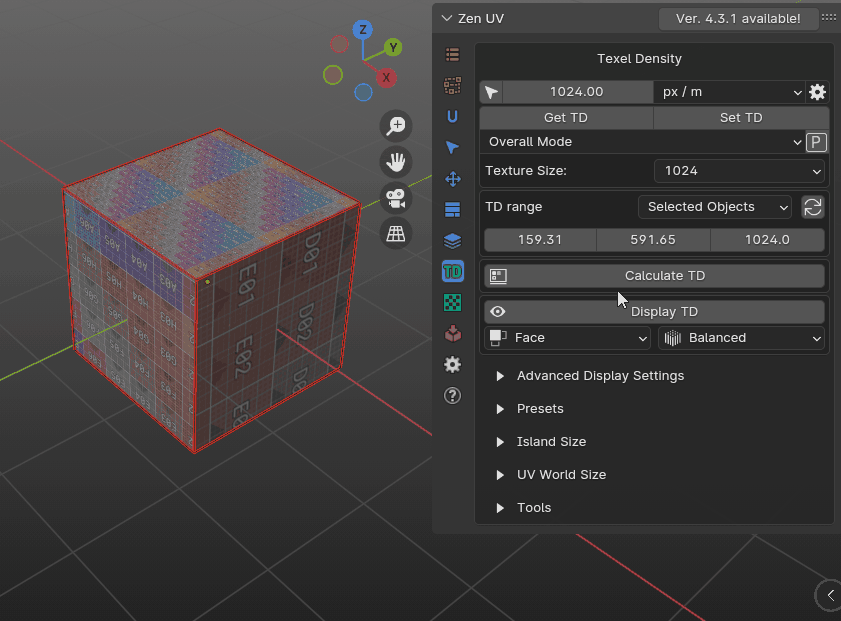 Zen UV
Ver. 4.3.1 available!
Texel Density
1024.00
px / m
Get TD
Set TD
Overall Mode
P
Texture Size:
1024
TD range
Selected Objects
159.31
591.65
1024.0
TD
Calculate TD
Display TD
Face
Balanced
Advanced Display Settings
Presets
Island Size
UV World Size
Tools
Z
Y
X
E01
D01
E02
D02